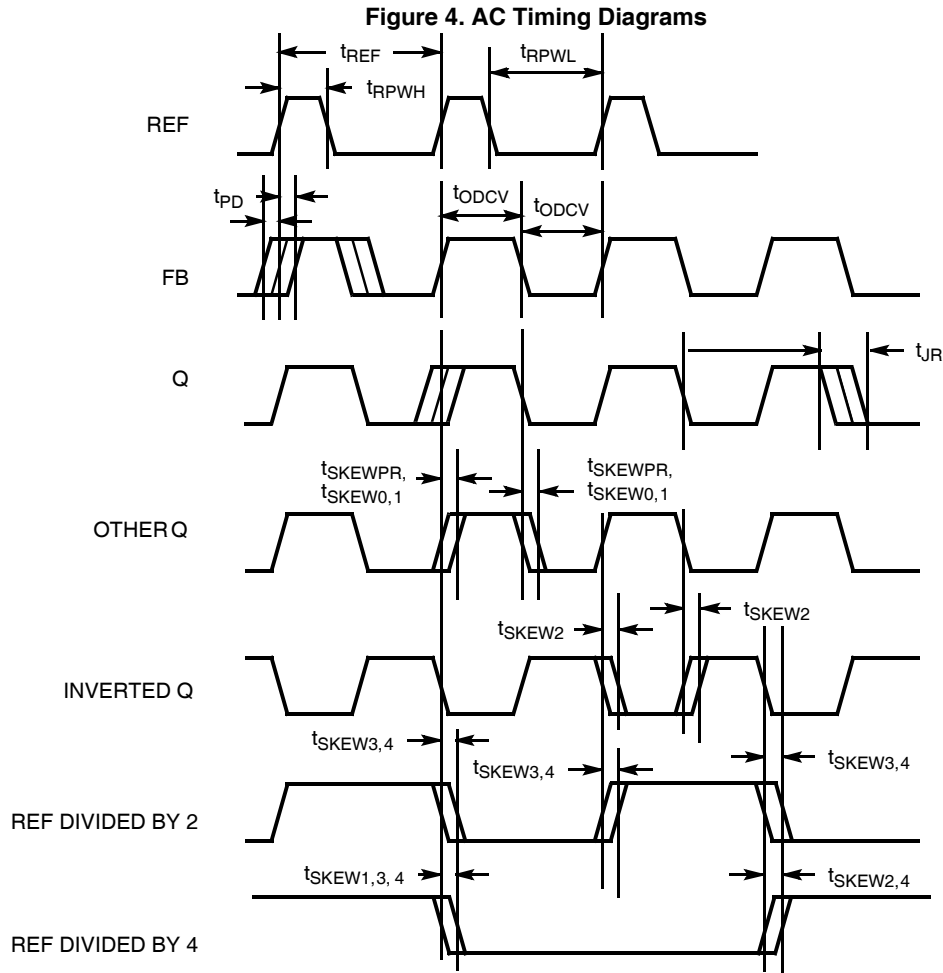 Figure 4. AC Timing Diagrams
tREF
tRPWL
tRPWH
REF
tPD
tODCV
tODCV
FB
Q
tJR
tSKEWPR,
tSKEW0,1
tSKEWPR,
tSKEW0,1
OTHER Q
tSKEW2
tSKEW2
INVERTED Q
tSKEW3,4
tSKEW3,4
tSKEW3,4
REF DIVIDED BY 2
tSKEW1,3, 4
tSKEW2,4
REF DIVIDED BY 4